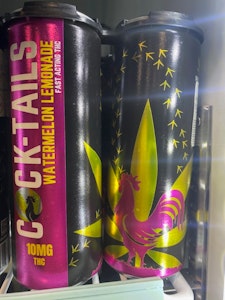 COCK-TAILS
WATERMELON LEMONADE
FAST ACTING THC
10MG
THC